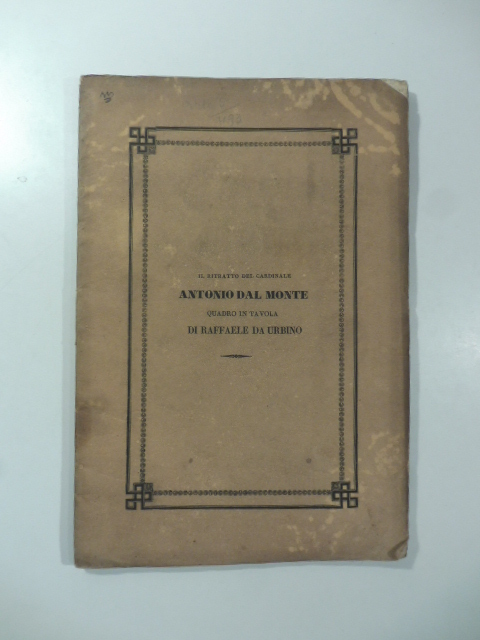 IL RITRATTO DEL CARDINALE
ANTONIO DAL MONTE
QUADRO IN TAVOLA
DI RAFFAELE DA URBINO